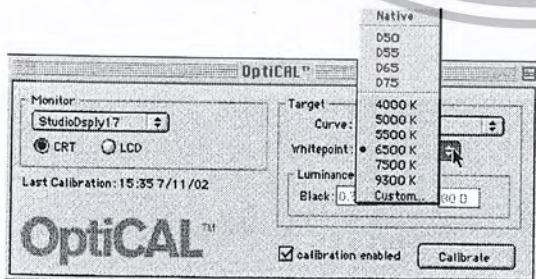 Native
D50
D55
D65
D75
OptiCAL™
Monitor
StudioDsply17
CRT LCD
Last Calibration: 15:35 7/11/02
OptiCAL™
Target
Curve:
Whitepoint:
4000 K
5000 K
5500 K
• 6500 K
7500 K
9300 K
Custom...
Luminance
Black:
calibration enabled
Calibrate